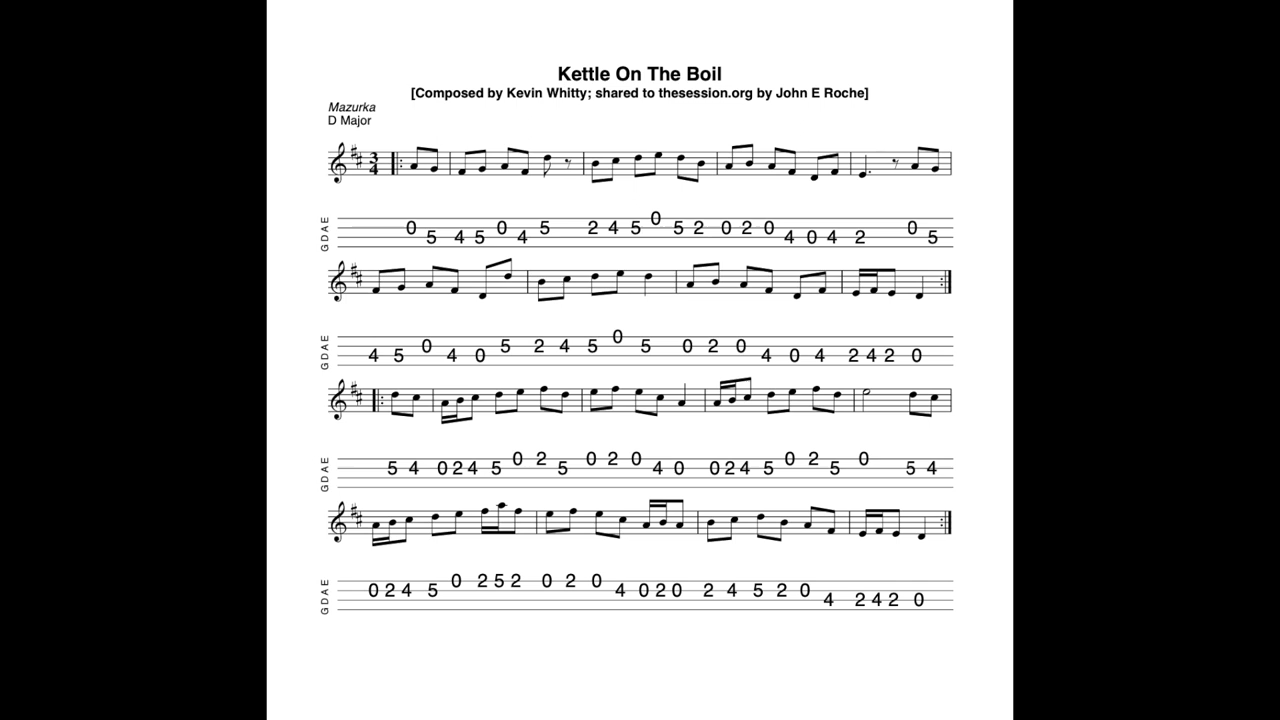 Kettle On The Boil
[Composed by Kevin Whitty; shared to thesession.org by John E Roche]
Mazurka
D Major
3
4
G D A E
0 5 4 5 0 4 5 2 4 5 0 5 2 0 2 0 4 0 4 2 0 5
G D A E
4 5 0 4 0 5 2 4 5 0 5 0 2 0 4 0 4 2 4 2 0
G D A E
5 4 0 2 4 5 0 2 5 0 2 0 4 0 0 2 4 5 0 2 5 0 5 4
G D A E
0 2 4 5 0 2 5 2 0 2 0 4 0 2 0 2 4 5 2 0 4 2 4 2 0